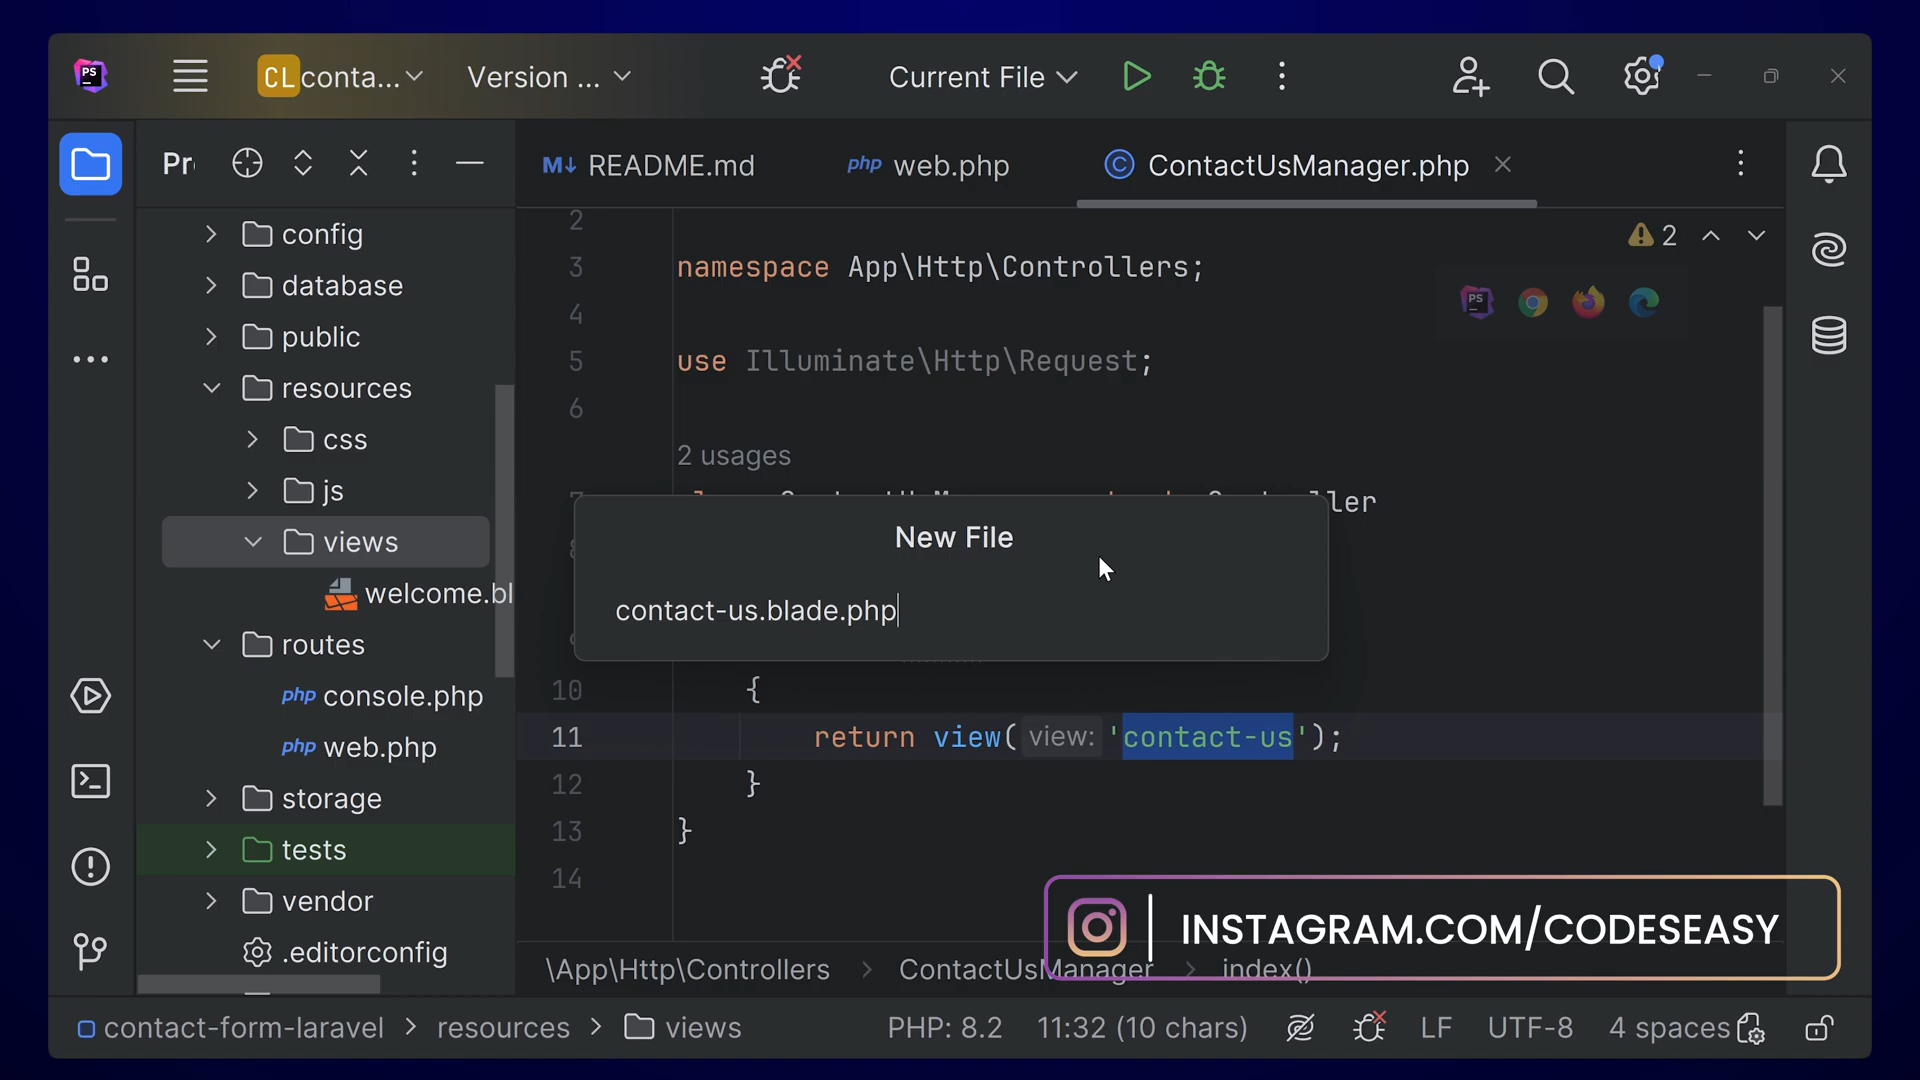 PS
CL
conta...
Version ...
Current File
Pr
M↓ README.md
php web.php
ContactUsManager.php
config
database
public
resources
css
js
views
welcome.bl
routes
php console.php
php web.php
storage
tests
vendor
.editorconfig
2
2
3 namespace App\Http\Controllers;
PS
4
5 use Illuminate\Http\Request;
6
2 usages
New File
contact-us.blade.php
10 {
11 return view( view: 'contact-us');
12 }
13 }
14
INSTAGRAM.COM/CODESEASY
\App\Http\Controllers > ContactUsManager > index()
contact-form-laravel > resources > views
PHP: 8.2 11:32 (10 chars) LF UTF-8 4 spaces